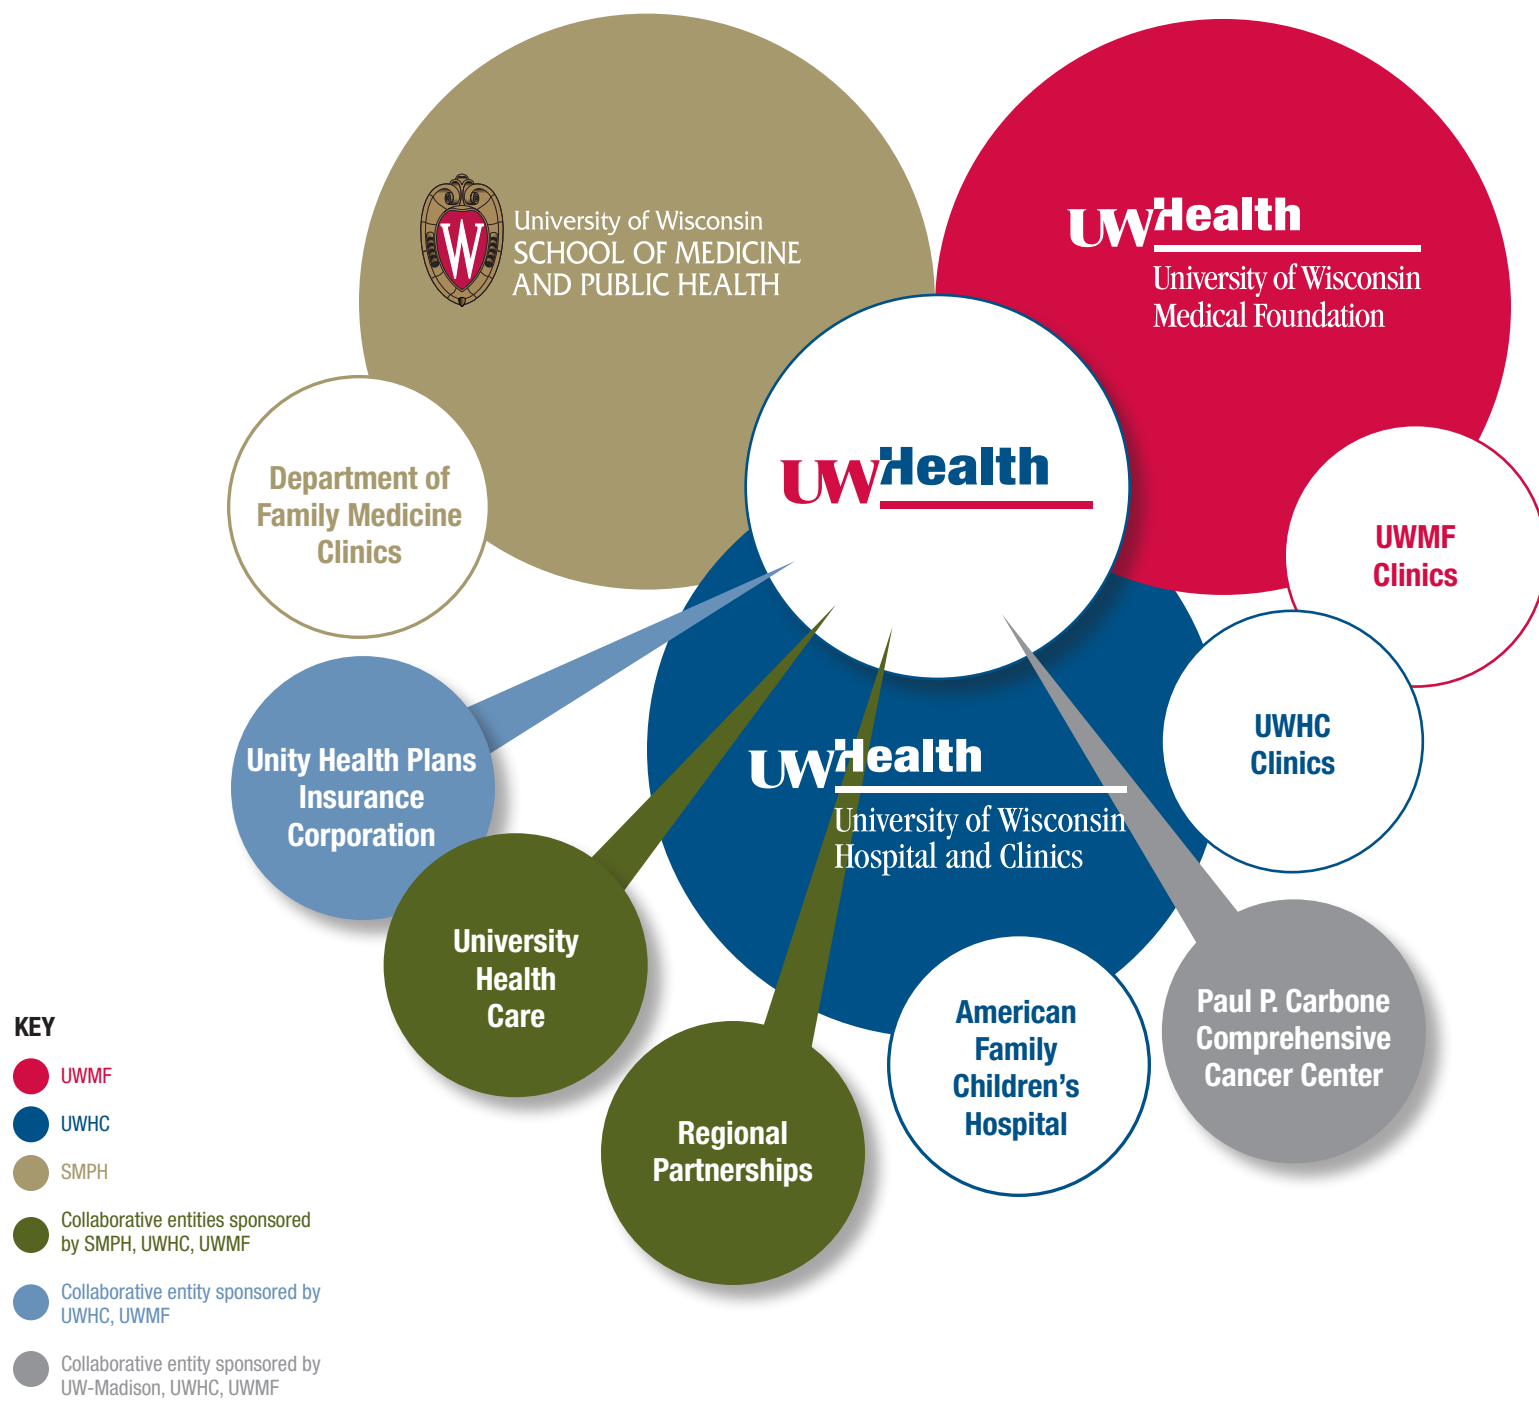 W
University of Wisconsin
SCHOOL OF MEDICINE
AND PUBLIC HEALTH
UWHealth
University of Wisconsin
Medical Foundation
UWHealth
Department of
Family Medicine
Clinics
UWMF
Clinics
UWHC
Clinics
Unity Health Plans
Insurance
Corporation
UWHealth
University of Wisconsin
Hospital and Clinics
University
Health
Care
Regional
Partnerships
American
Family
Children’s
Hospital
Paul P. Carbone
Comprehensive
Cancer Center
KEY
UWMF
UWHC
SMPH
Collaborative entities sponsored
by SMPH, UWHC, UWMF
Collaborative entity sponsored by
UWHC, UWMF
Collaborative entity sponsored by
UW-Madison, UWHC, UWMF